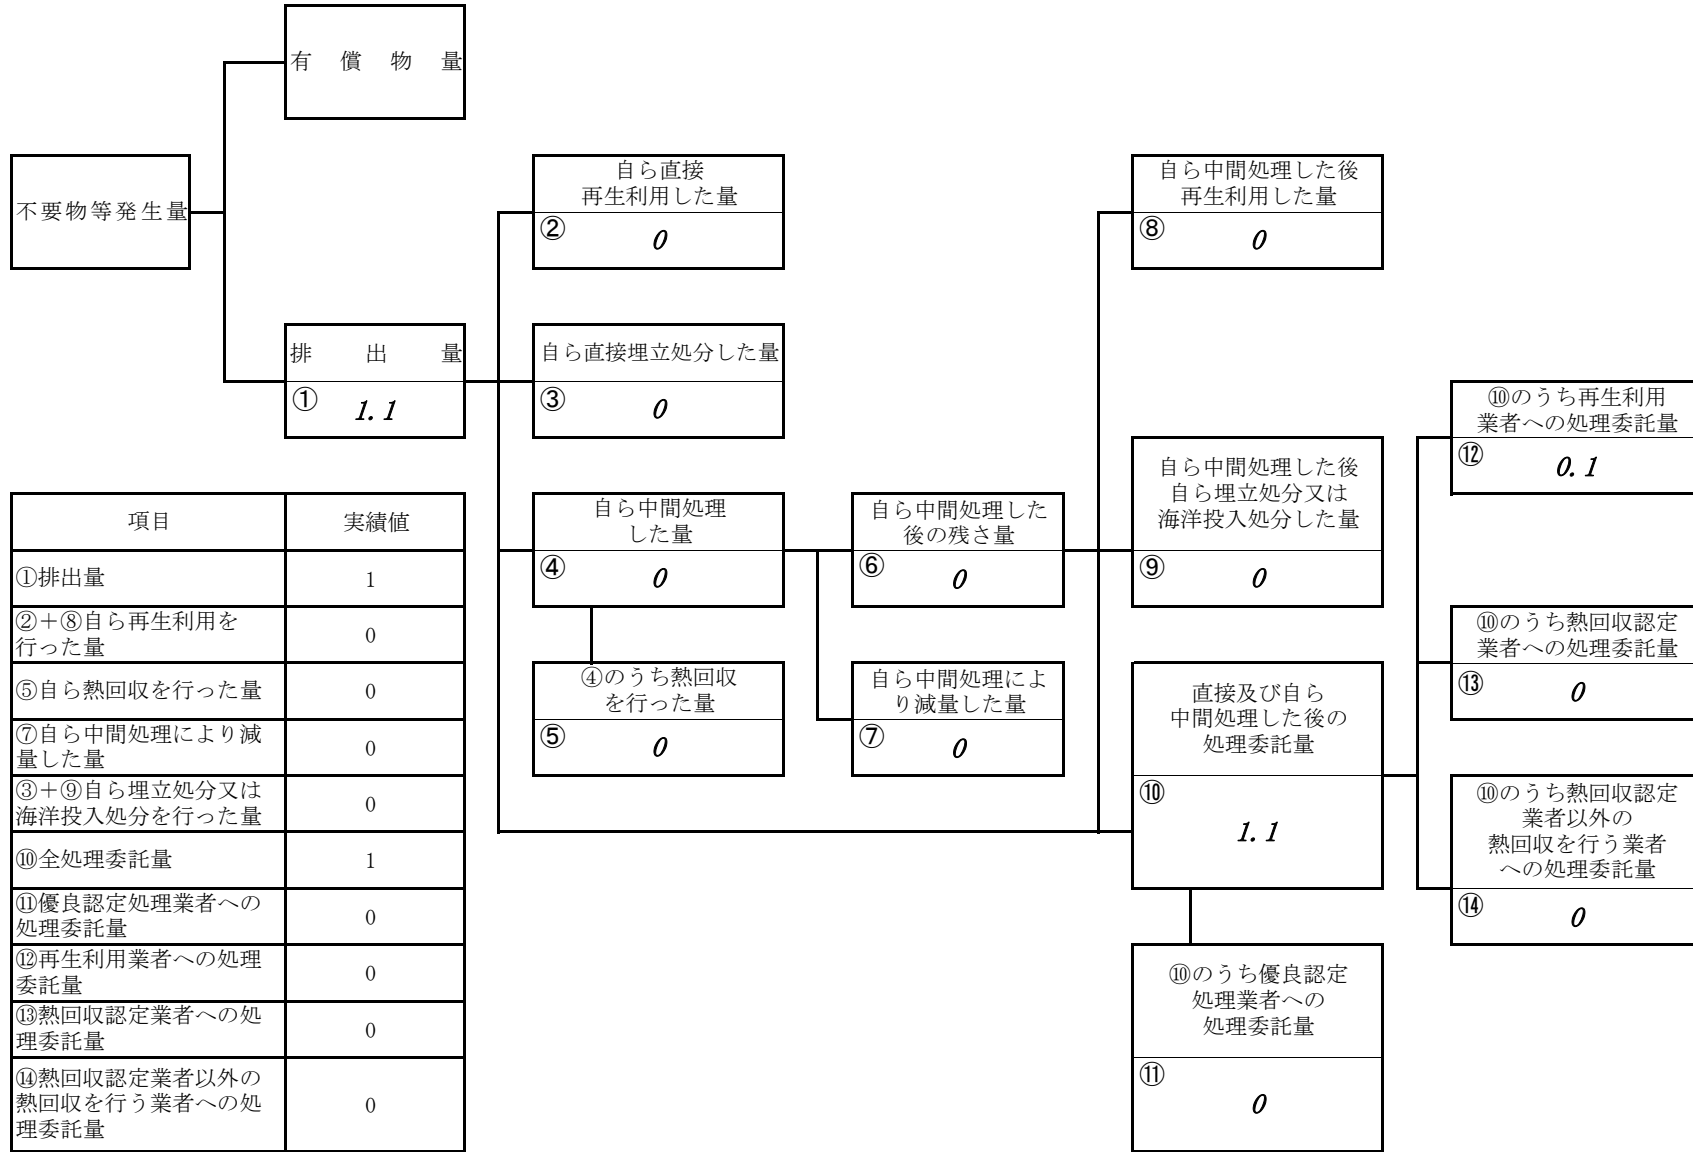 有償物量
不要物等発生量
排出量
① 1.1
自ら直接
再生利用した量
② 0
自ら直接埋立処分した量
③ 0
自ら中間処理
した量
④ 0
④のうち熱回収
を行った量
⑤ 0
自ら中間処理した
後の残さ量
⑥ 0
自ら中間処理によ
り減量した量
⑦ 0
自ら中間処理した後
再生利用した量
⑧ 0
自ら中間処理した後
自ら埋立処分又は
海洋投入処分した量
⑨ 0
直接及び自ら
中間処理した後の
処理委託量
⑩
1.1
⑩のうち優良認定
処理業者への
処理委託量
⑪
0
⑩のうち再生利用
業者への処理委託量
⑫ 0.1
⑩のうち熱回収認定
業者への処理委託量
⑬ 0
⑩のうち熱回収認定
業者以外の
熱回収を行う業者
への処理委託量
⑭ 0
項目 実績値
①排出量 1
②＋⑧自ら再生利用を
行った量 0
⑤自ら熱回収を行った量 0
⑦自ら中間処理により減
量した量 0
③＋⑨自ら埋立処分又は
海洋投入処分を行った量 0
⑩全処理委託量 1
⑪優良認定処理業者への
処理委託量 0
⑫再生利用業者への処理
委託量 0
⑬熱回収認定業者への処
理委託量 0
⑭熱回収認定業者以外の
熱回収を行う業者への処
理委託量 0